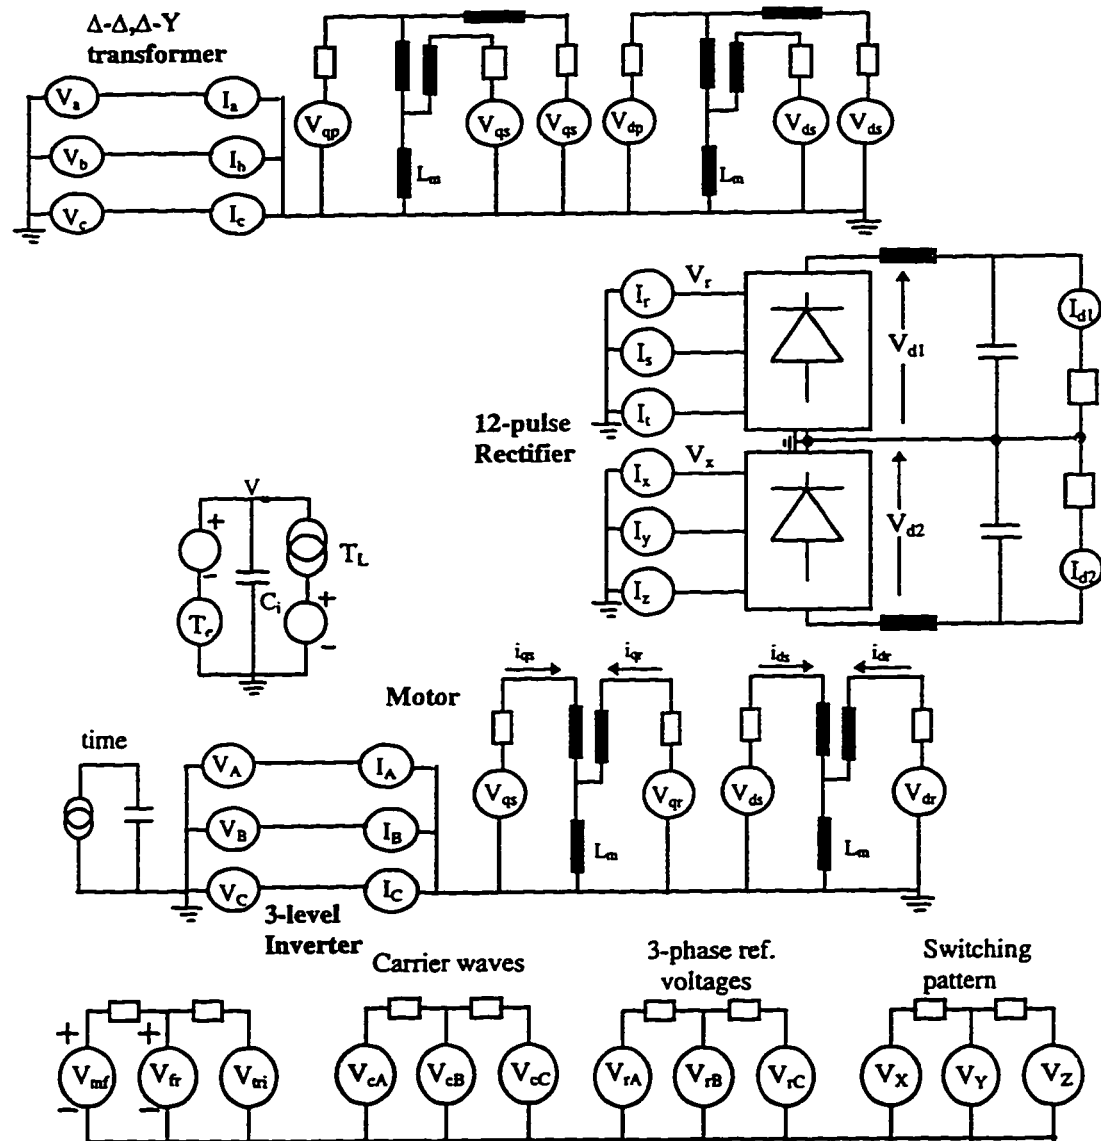 Δ-Δ,Δ-Y
transformer
Va
Ia
Vb
Ib
Vc
Ic
Vqp
Lm
Vqs
Vqs
Vdp
Lm
Vds
Vds
12-pulse
Rectifier
Ir
Vr
Is
It
Vd1
Id1
Ix
Vx
Iy
Iz
Vd2
Id2
V
+
-
Te
Ci
TL
+
-
Motor
iqs
iqr
ids
idr
Vqs
Vqr
Lm
Vds
Vdr
Lm
time
VA
IA
VB
IB
VC
IC
3-level
Inverter
Carrier waves
3-phase ref.
voltages
Switching
pattern
+
Vmf
-
+
Vfr
-
Vtri
VcA
VcB
VcC
VrA
VrB
VrC
VX
VY
VZ